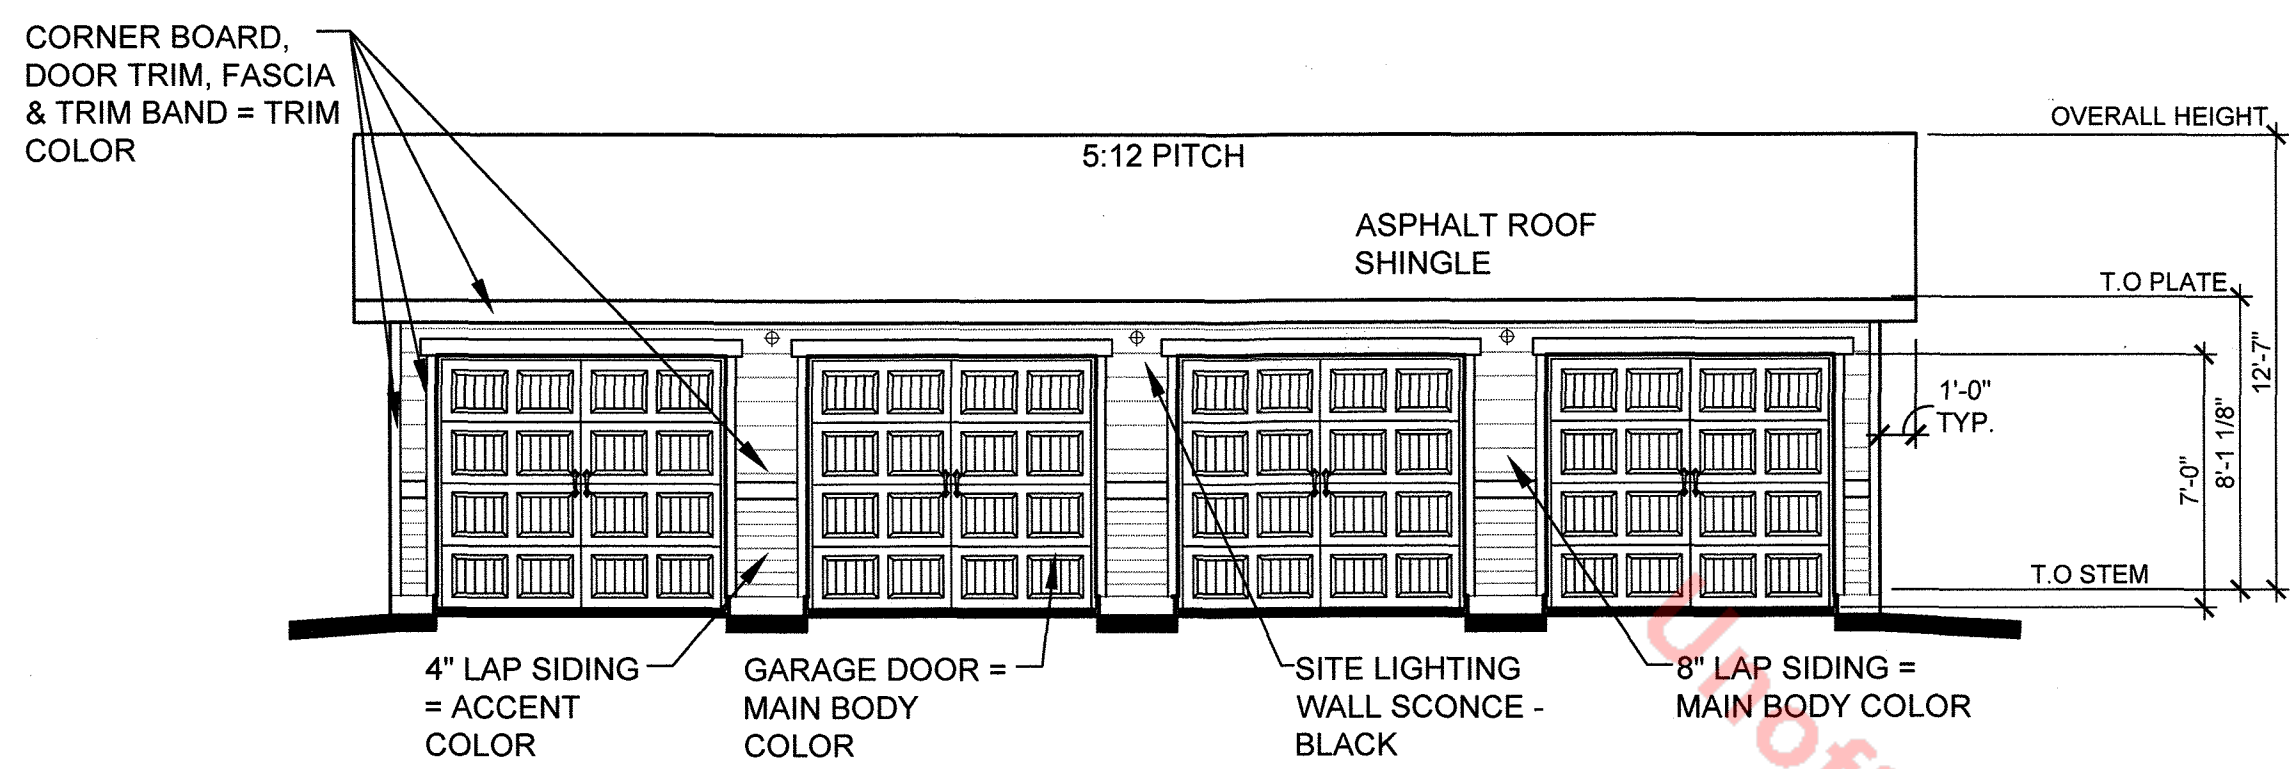 CORNER BOARD,
DOOR TRIM, FASCIA
& TRIM BAND = TRIM
COLOR
OVERALL HEIGHT
5:12 PITCH
ASPHALT ROOF
SHINGLE
T.O PLATE
12'-7"
1'-0"
TYP.
8'-1 1/8"
7'-0"
T.O STEM
4" LAP SIDING
= ACCENT
COLOR
GARAGE DOOR =
MAIN BODY
COLOR
SITE LIGHTING
WALL SCONCE -
BLACK
8" LAP SIDING =
MAIN BODY COLOR
Unof